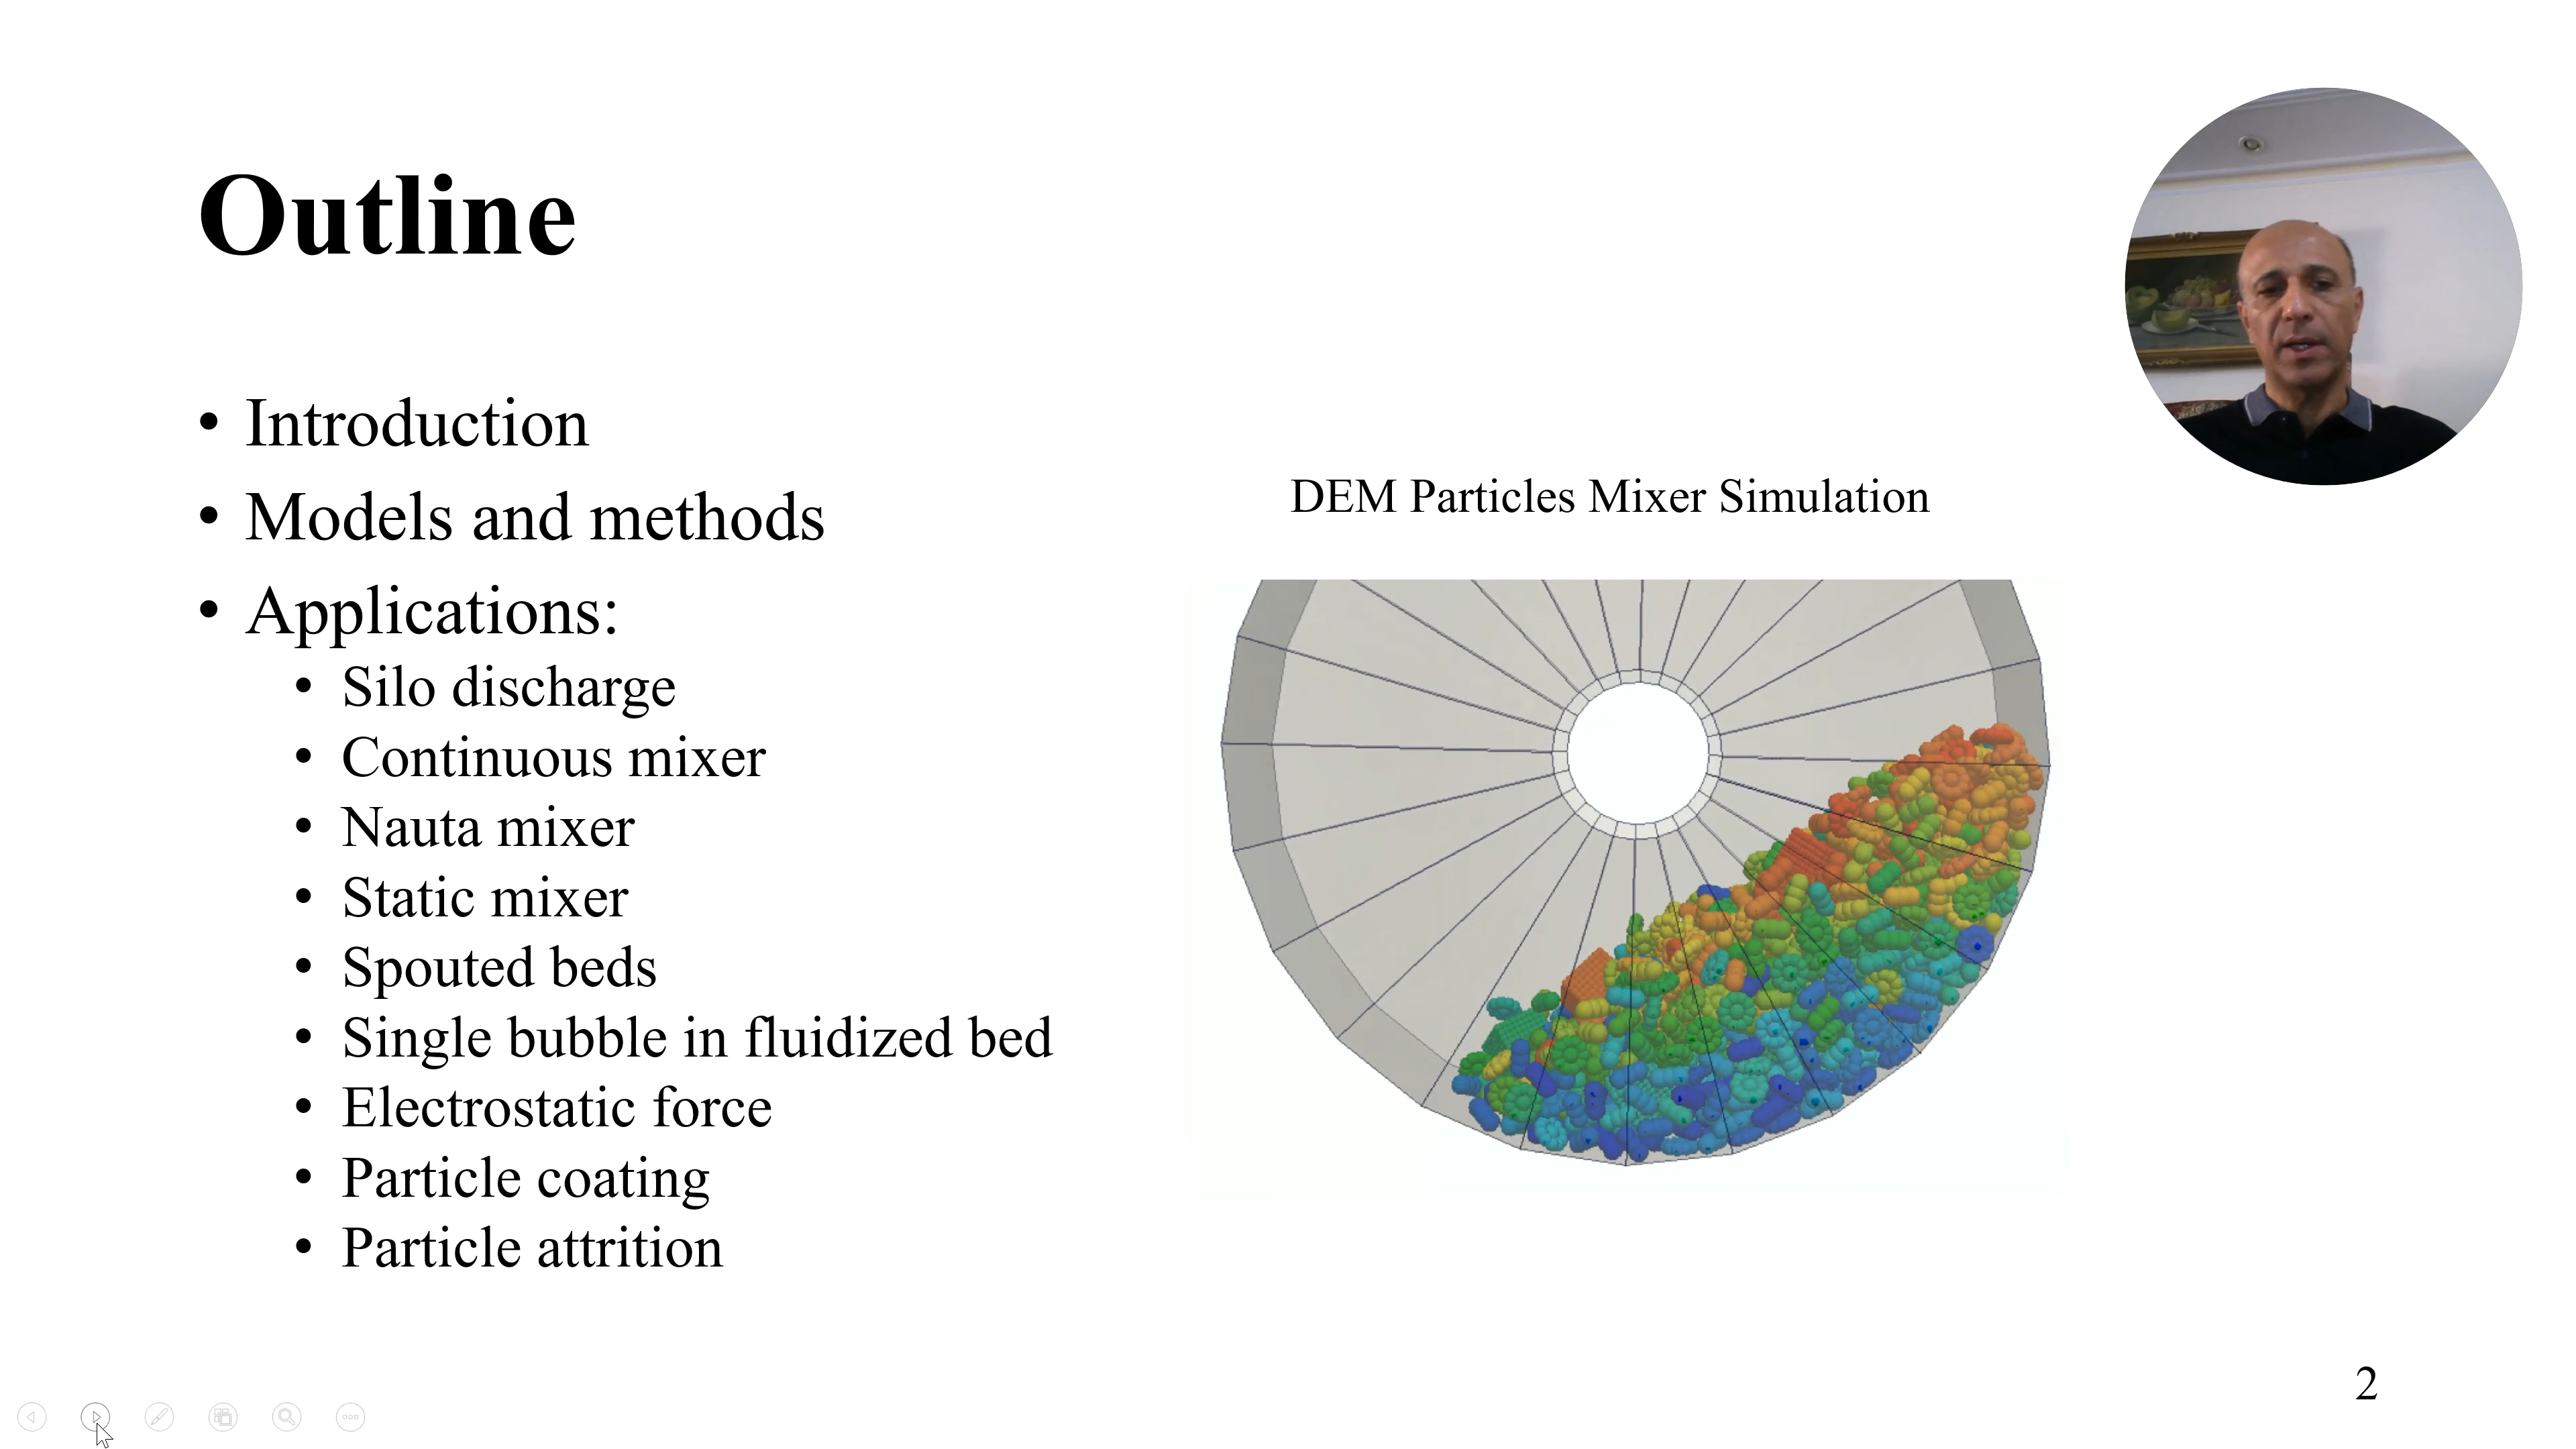 Outline
• Introduction
• Models and methods
• Applications:
• Silo discharge
• Continuous mixer
• Nauta mixer
• Static mixer
• Spouted beds
• Single bubble in fluidized bed
• Electrostatic force
• Particle coating
• Particle attrition
DEM Particles Mixer Simulation
2